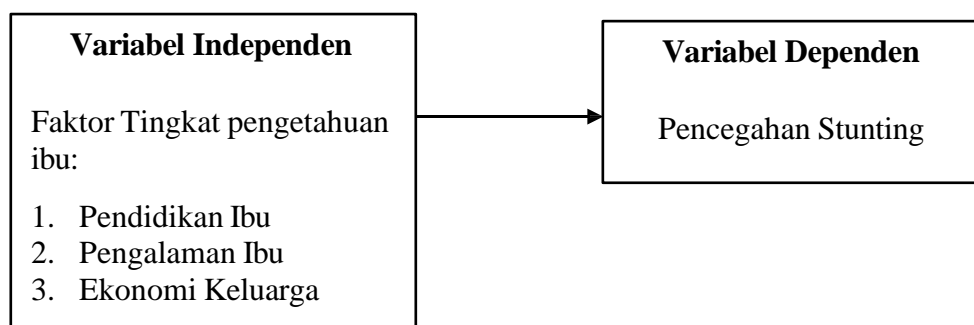 Variabel Independen
Faktor Tingkat pengetahuan
ibu:
1. Pendidikan Ibu
2. Pengalaman Ibu
3. Ekonomi Keluarga
Variabel Dependen
Pencegahan Stunting